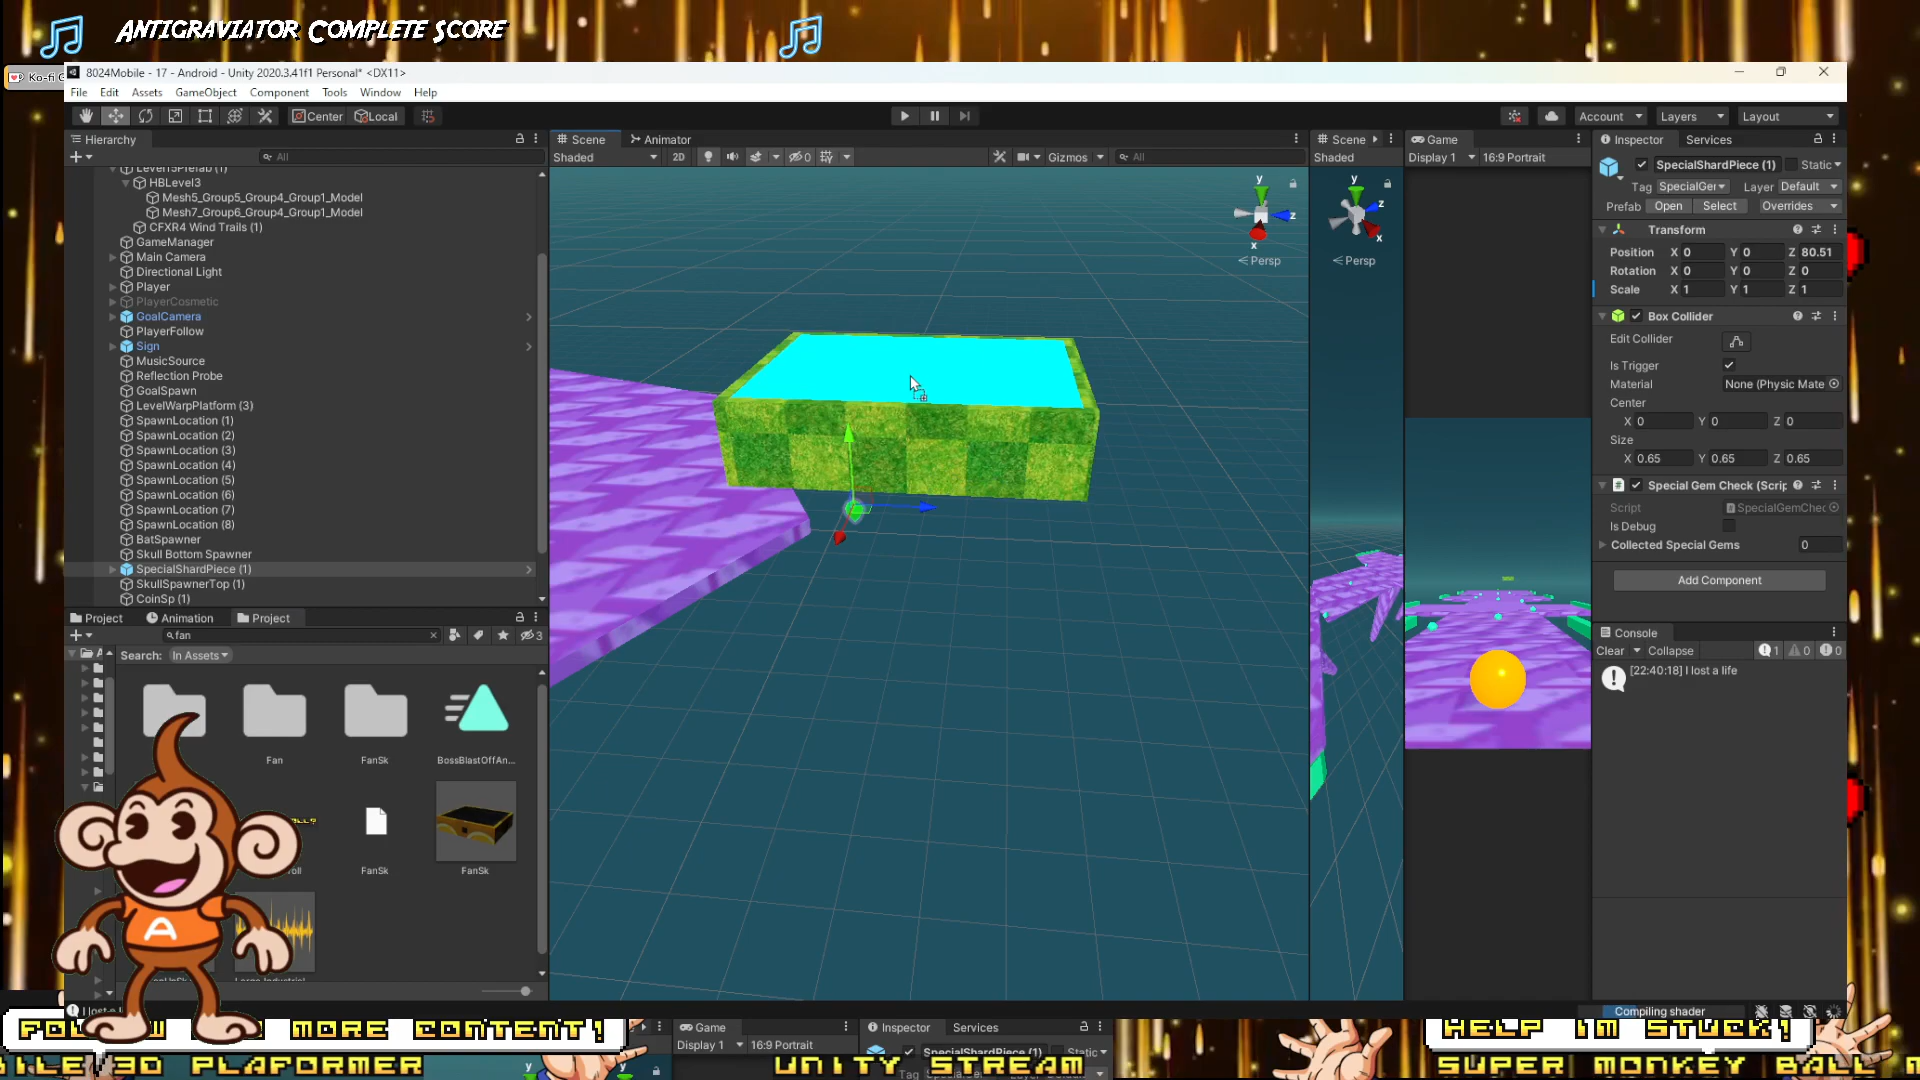 Antigraviator Complete Score
Ko-fi G
8024Mobile - 17 - Android - Unity 2020.3.41f1 Personal* <DX11>
File Edit Assets GameObject Component Tools Window Help
Center Local
Account Layers Layout
Hierarchy
All
Level13Prefab (1)
HBLevel3
Mesh5_Group5_Group4_Group1_Model
Mesh7_Group6_Group4_Group1_Model
CFXR4 Wind Trails (1)
GameManager
Main Camera
Directional Light
Player
PlayerCosmetic
GoalCamera
PlayerFollow
Sign
MusicSource
Reflection Probe
GoalSpawn
LevelWarpPlatform (3)
SpawnLocation (1)
SpawnLocation (2)
SpawnLocation (3)
SpawnLocation (4)
SpawnLocation (5)
SpawnLocation (6)
SpawnLocation (7)
SpawnLocation (8)
BatSpawner
Skull Bottom Spawner
SpecialShardPiece (1)
SkullSpawnerTop (1)
CoinSp (1)
Project Animation Project
fan
3
Search: In Assets
Fan FanSk BossBlastOffAn...
FanSk FanSk
A
Scene Animator
Shaded 2D 0 Gizmos All
y z x
Persp
Scene
Shaded
y z x
Persp
Game
Display 1 16:9 Portrait
Inspector Services
SpecialShardPiece (1) Static
Tag SpecialGer Layer Default
Prefab Open Select Overrides
Transform
Position X 0 Y 0 Z 80.51
Rotation X 0 Y 0 Z 0
Scale X 1 Y 1 Z 1
Box Collider
Edit Collider
Is Trigger
Material None (Physic Mate
Center
X 0 Y 0 Z 0
Size
X 0.65 Y 0.65 Z 0.65
Special Gem Check (Scrip
Script SpecialGemChec
Is Debug
Collected Special Gems 0
Add Component
Console
Clear Collapse 1 0 0
[22:40:18] I lost a life
Compiling shader
MORE CONTENT!
Game
Display 1 16:9 Portrait
Inspector Services
SpecialShardPiece (1) Static
HELP IM STUCK!
ILE 3D PLAFORMER
UNITY STREAM
SUPER MONKEY BALL